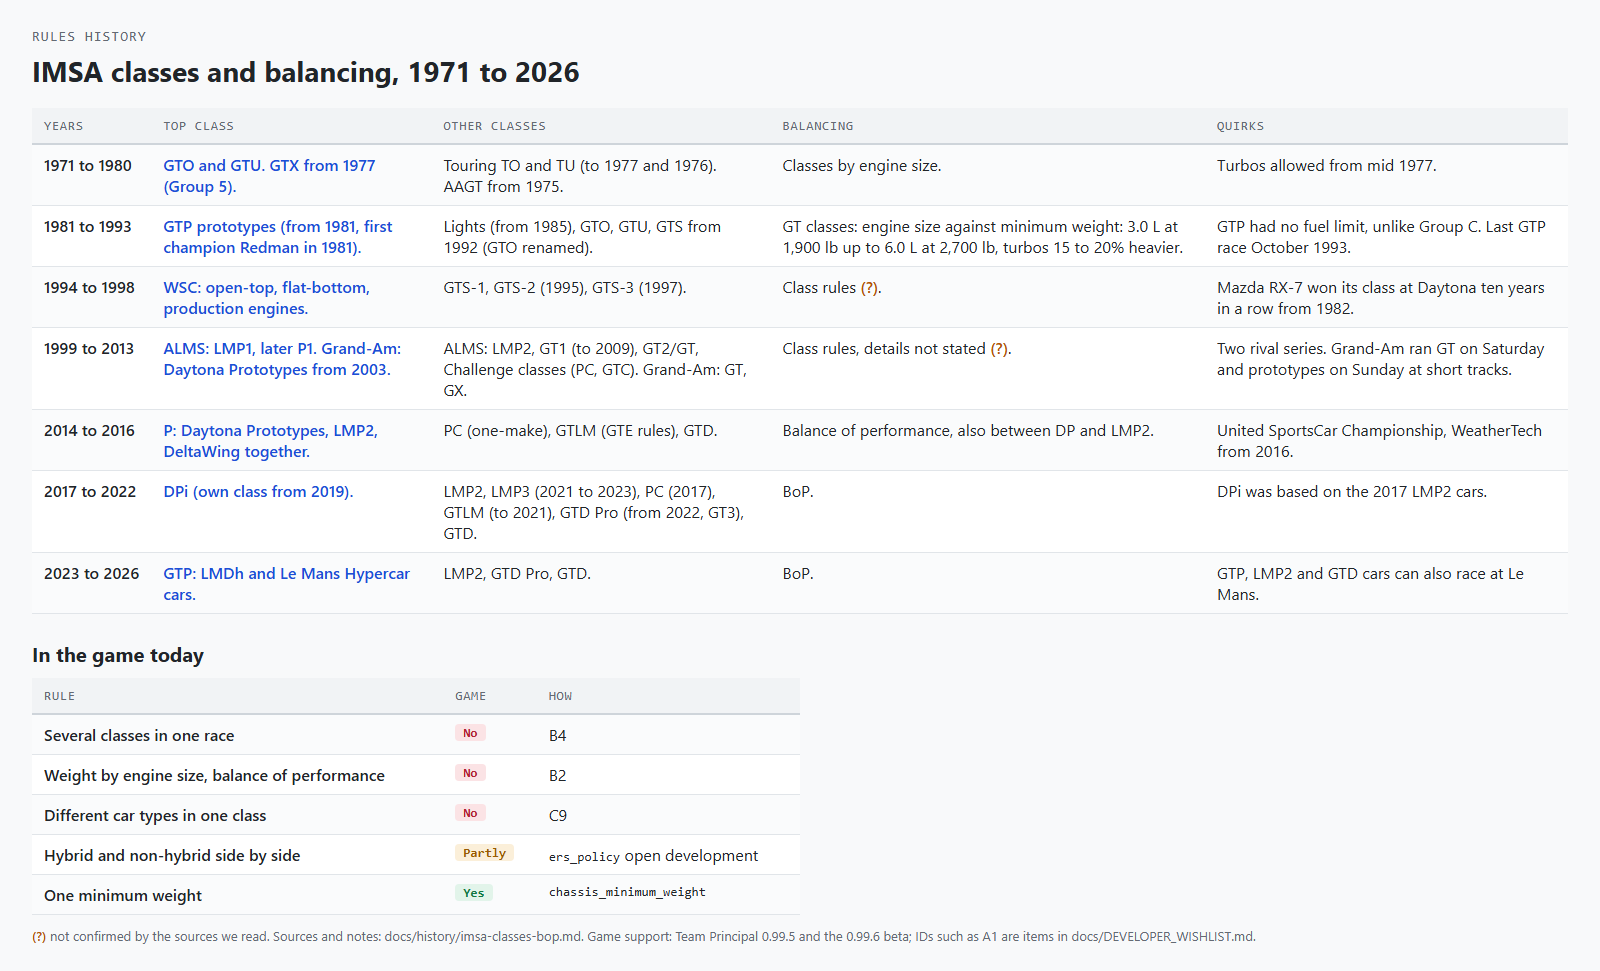 RULES HISTORY
IMSA classes and balancing, 1971 to 2026
YEARS TOP CLASS OTHER CLASSES BALANCING QUIRKS
1971 to 1980 GTO and GTU. GTX from 1977 Touring TO and TU (to 1977 and 1976). Classes by engine size. Turbos allowed from mid 1977.
(Group 5). AAGT from 1975.
1981 to 1993 GTP prototypes (from 1981, first Lights (from 1985), GTO, GTU, GTS from GT classes: engine size against minimum weight: 3.0 L at GTP had no fuel limit, unlike Group C. Last GTP
champion Redman in 1981). 1992 (GTO renamed). 1,900 lb up to 6.0 L at 2,700 lb, turbos 15 to 20% heavier. race October 1993.
1994 to 1998 WSC: open-top, flat-bottom, GTS-1, GTS-2 (1995), GTS-3 (1997). Class rules (?). Mazda RX-7 won its class at Daytona ten years
production engines. in a row from 1982.
1999 to 2013 ALMS: LMP1, later P1. Grand-Am: ALMS: LMP2, GT1 (to 2009), GT2/GT, Class rules, details not stated (?). Two rival series. Grand-Am ran GT on Saturday
Daytona Prototypes from 2003. Challenge classes (PC, GTC). Grand-Am: GT, and prototypes on Sunday at short tracks.
GX.
2014 to 2016 P: Daytona Prototypes, LMP2, PC (one-make), GTLM (GTE rules), GTD. Balance of performance, also between DP and LMP2. United SportsCar Championship, WeatherTech
DeltaWing together. from 2016.
2017 to 2022 DPi (own class from 2019). LMP2, LMP3 (2021 to 2023), PC (2017), BoP. DPi was based on the 2017 LMP2 cars.
GTLM (to 2021), GTD Pro (from 2022, GT3),
GTD.
2023 to 2026 GTP: LMDh and Le Mans Hypercar LMP2, GTD Pro, GTD. BoP. GTP, LMP2 and GTD cars can also race at Le
cars. Mans.
In the game today
RULE GAME HOW
Several classes in one race No B4
Weight by engine size, balance of performance No B2
Different car types in one class No C9
Hybrid and non-hybrid side by side Partly ers_policy open development
One minimum weight Yes chassis_minimum_weight
(?) not confirmed by the sources we read. Sources and notes: docs/history/imsa-classes-bop.md. Game support: Team Principal 0.99.5 and the 0.99.6 beta; IDs such as A1 are items in docs/DEVELOPER_WISHLIST.md.